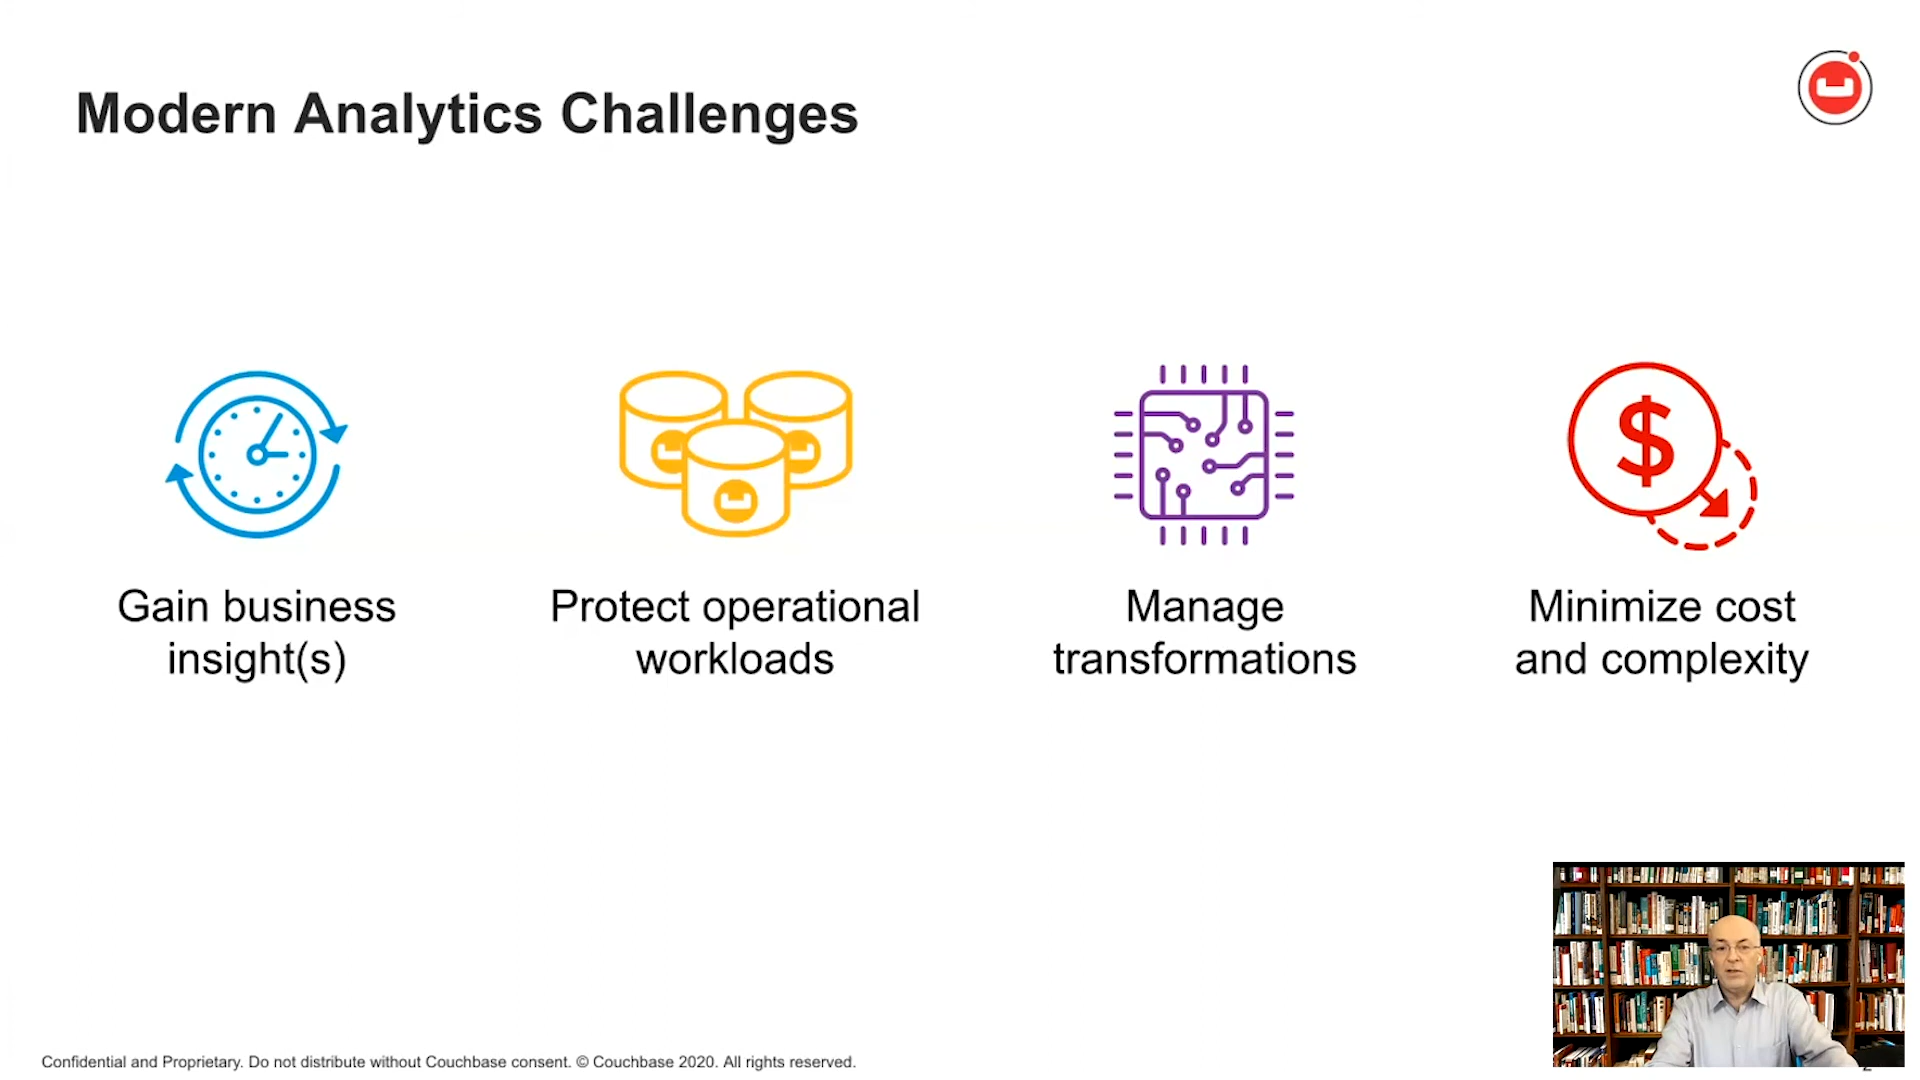 Modern Analytics Challenges
Gain business
insight(s)
Protect operational
workloads
Manage
transformations
$
Minimize cost
and complexity
Confidential and Proprietary. Do not distribute without Couchbase consent. © Couchbase 2020. All rights reserved.